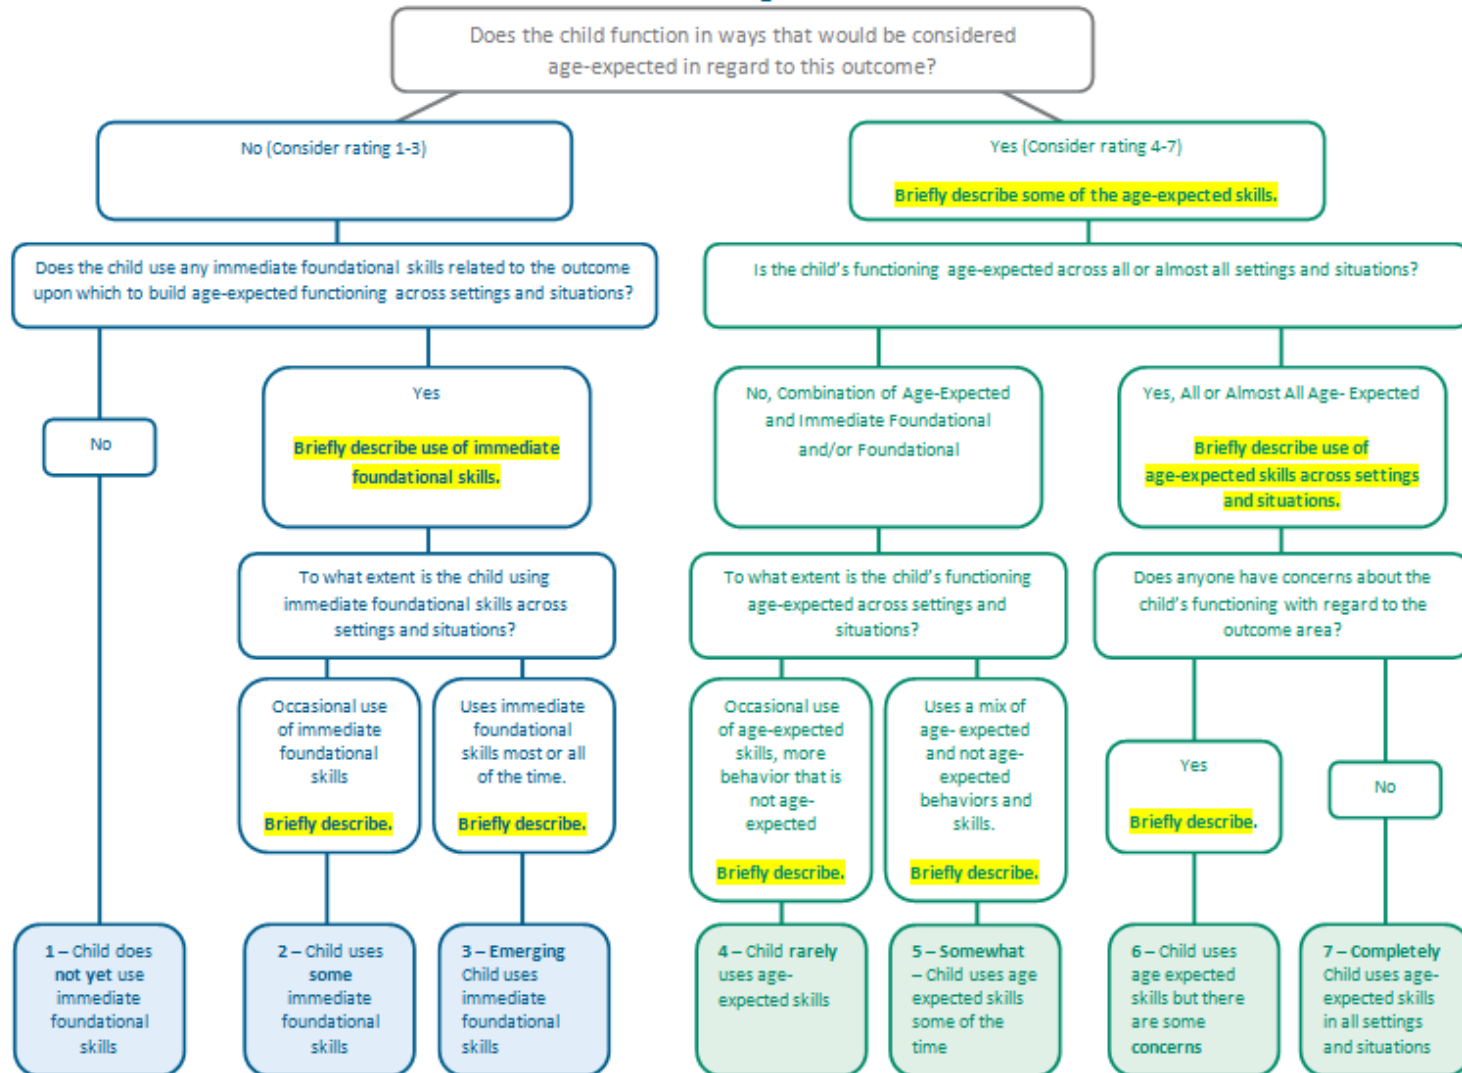 Does the child function in ways that would be considered
age-expected in regard to this outcome?
No (Consider rating 1-3)
Yes (Consider rating 4-7)
Briefly describe some of the age-expected skills.
Does the child use any immediate foundational skills related to the outcome
upon which to build age-expected functioning across settings and situations?
Is the child's functioning age-expected across all or almost all settings and situations?
No
Yes
Briefly describe use of immediate
foundational skills.
No, Combination of Age-Expected
and Immediate Foundational
and/or Foundational
Yes, All or Almost All Age- Expected
Briefly describe use of
age-expected skills across settings
and situations.
To what extent is the child using
immediate foundational skills across
settings and situations?
To what extent is the child's functioning
age-expected across settings and
situations?
Does anyone have concerns about the
child's functioning with regard to the
outcome area?
Occasional use
of immediate
foundational
skills
Briefly describe.
Uses immediate
foundational
skills most or all
of the time.
Briefly describe.
Occasional use
of age-expected
skills, more
behavior that is
not age-
expected
Briefly describe.
Uses a mix of
age- expected
and not age-
expected
behaviors and
skills.
Briefly describe.
Yes
Briefly describe.
No
1 – Child does
not yet use
immediate
foundational
skills
2 – Child uses
some
immediate
foundational
skills
3 – Emerging
Child uses
immediate
foundational
skills
4 – Child rarely
uses age-
expected skills
5 – Somewhat
– Child uses age
expected skills
some of the
time
6 – Child uses
age expected
skills but there
are some
concerns
7 – Completely
Child uses age-
expected skills
in all settings
and situations